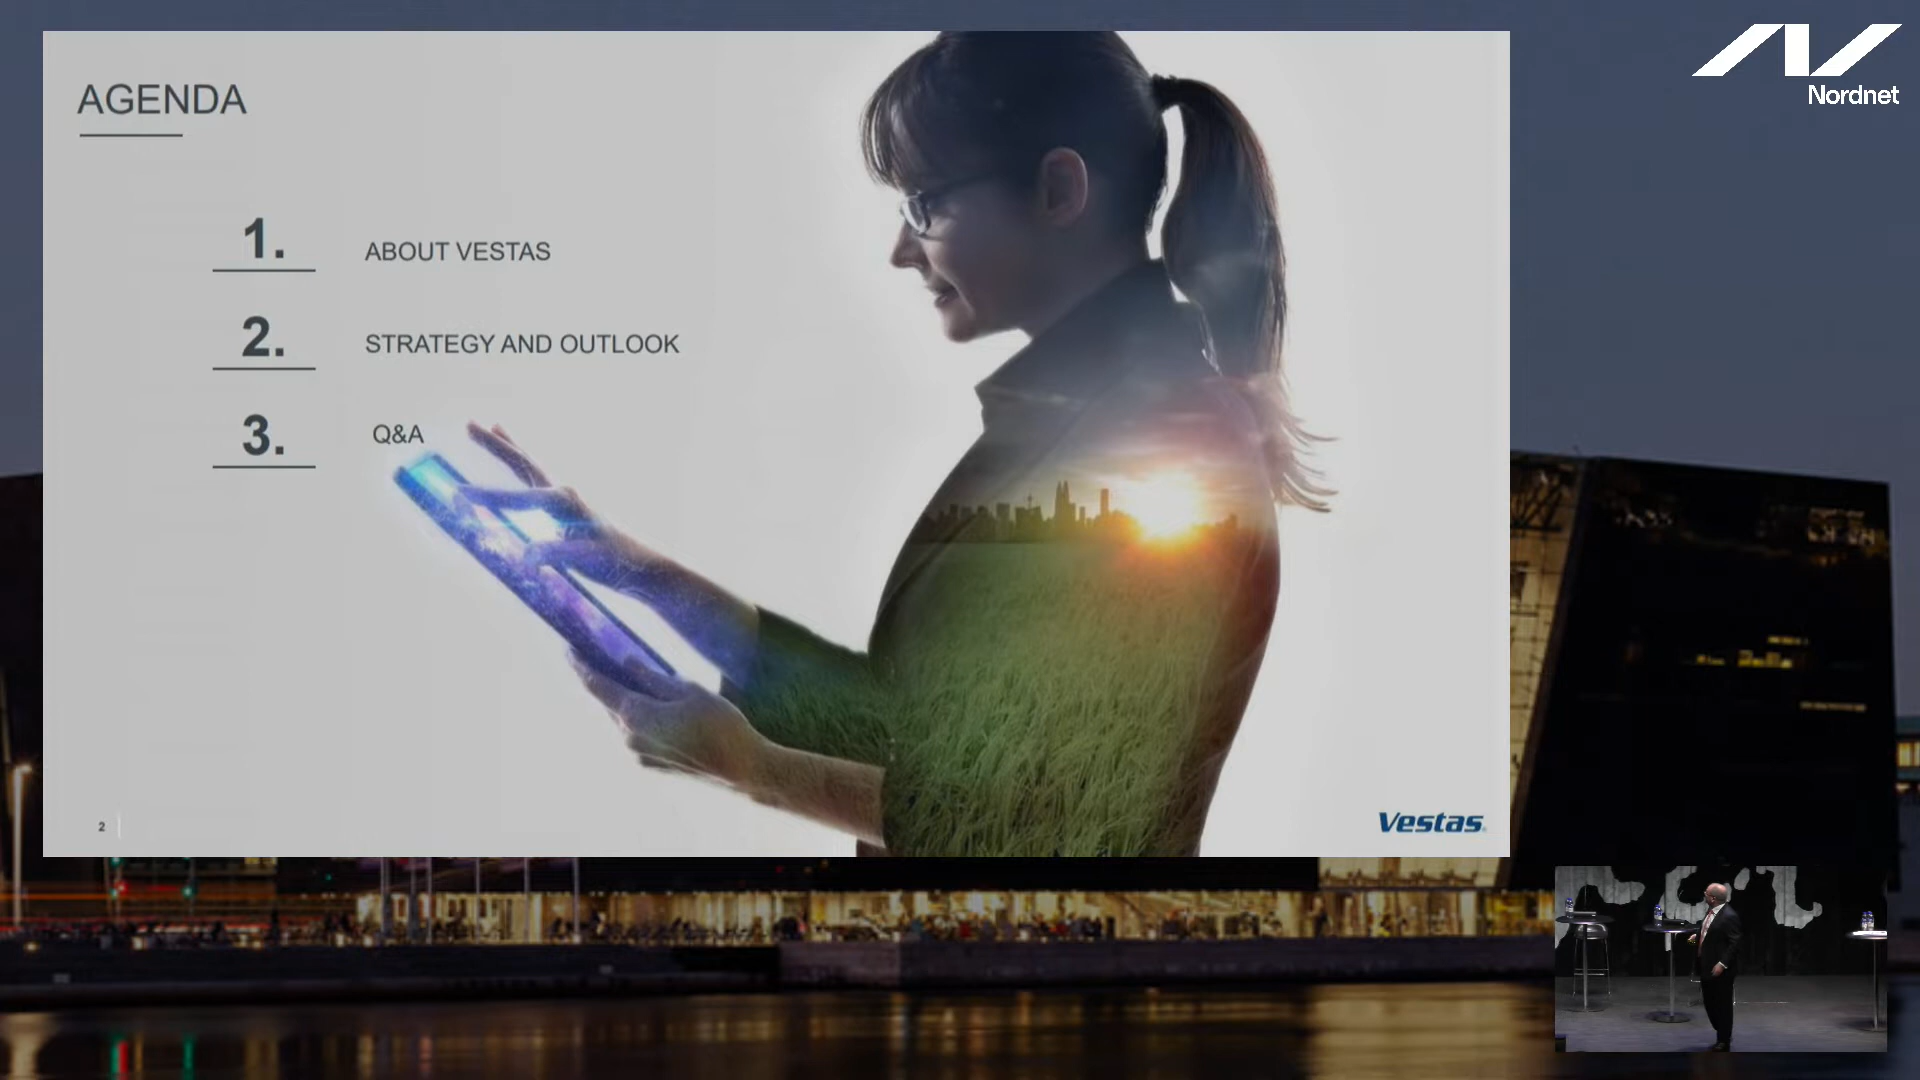 Nordnet
AGENDA
1. ABOUT VESTAS
2. STRATEGY AND OUTLOOK
3. Q&A
2
Vestas